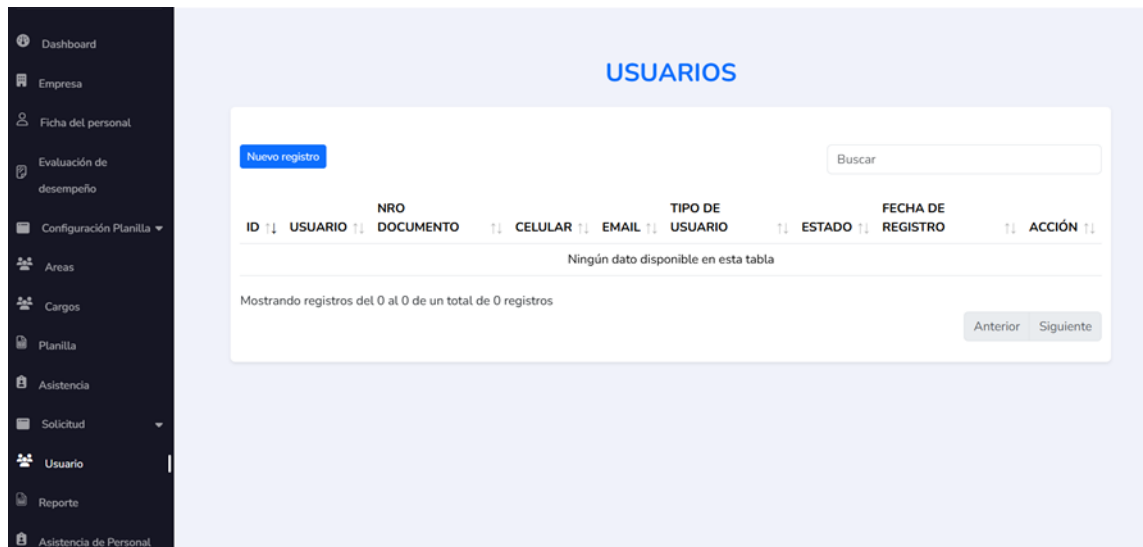 Dashboard
Empresa
Ficha del personal
Evaluación de
desempeño
Configuración Planilla
Areas
Cargos
Planilla
Asistencia
Solicitud
Usuario
Reporte
Asistencia de Personal
USUARIOS
Nuevo registro
Buscar
ID USUARIO NRO DOCUMENTO CELULAR EMAIL TIPO DE USUARIO ESTADO FECHA DE REGISTRO ACCIÓN
Ningún dato disponible en esta tabla
Mostrando registros del 0 al 0 de un total de 0 registros
Anterior Siguiente